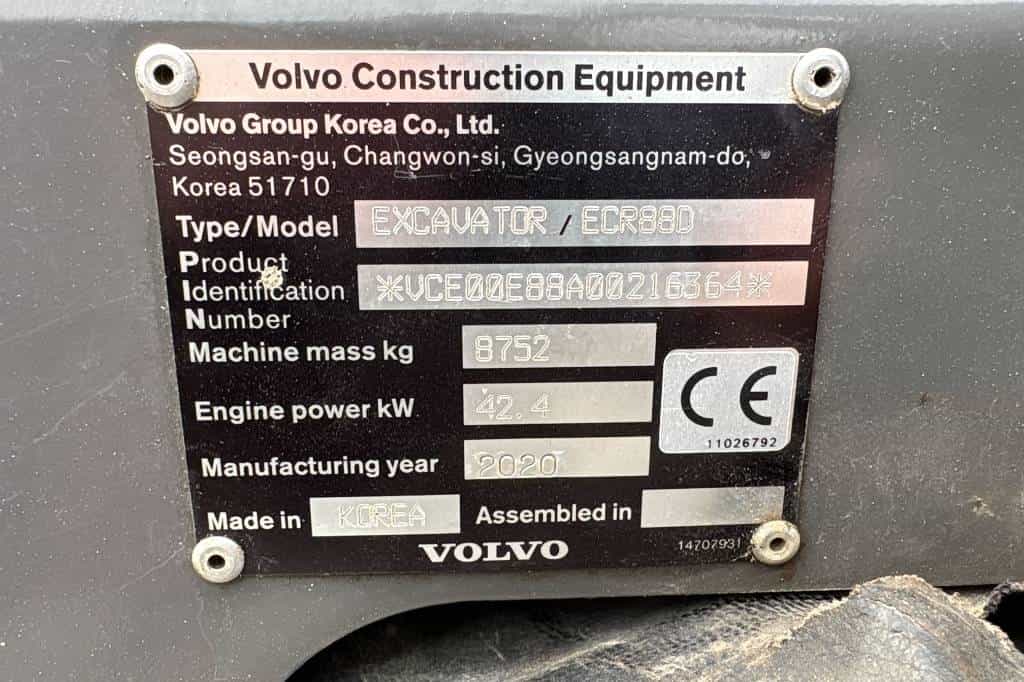 Volvo Construction Equipment
Volvo Group Korea Co., Ltd.
Seongsan-gu, Changwon-si, Gyeongsangnam-do,
Korea 51710
Type/Model EXCAVATOR / ECR88D
Product
Identification *VCE00E88A00216364*
Number
Machine mass kg 8752
Engine power kW 42.4
CE
11026792
Manufacturing year 2020
Made in KOREA Assembled in
VOLVO 14707931